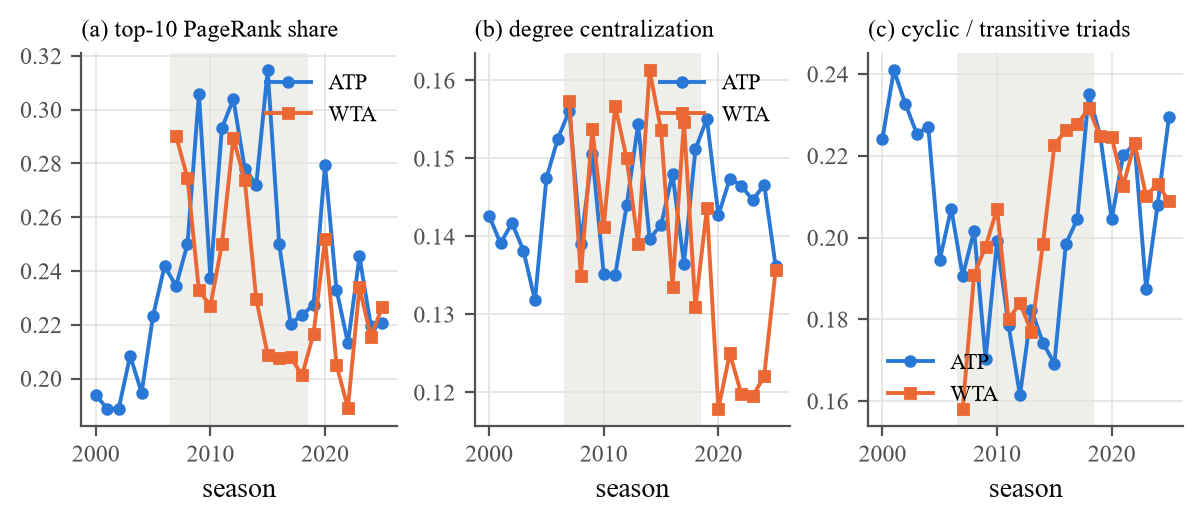 (a) top-10 PageRank share
0.32
0.30
0.28
0.26
0.24
0.22
0.20
2000
2010
2020
season
ATP
WTA
(b) degree centralization
0.16
0.15
0.14
0.13
0.12
2000
2010
2020
season
ATP
WTA
(c) cyclic / transitive triads
0.24
0.22
0.20
0.18
0.16
2000
2010
2020
season
ATP
WTA